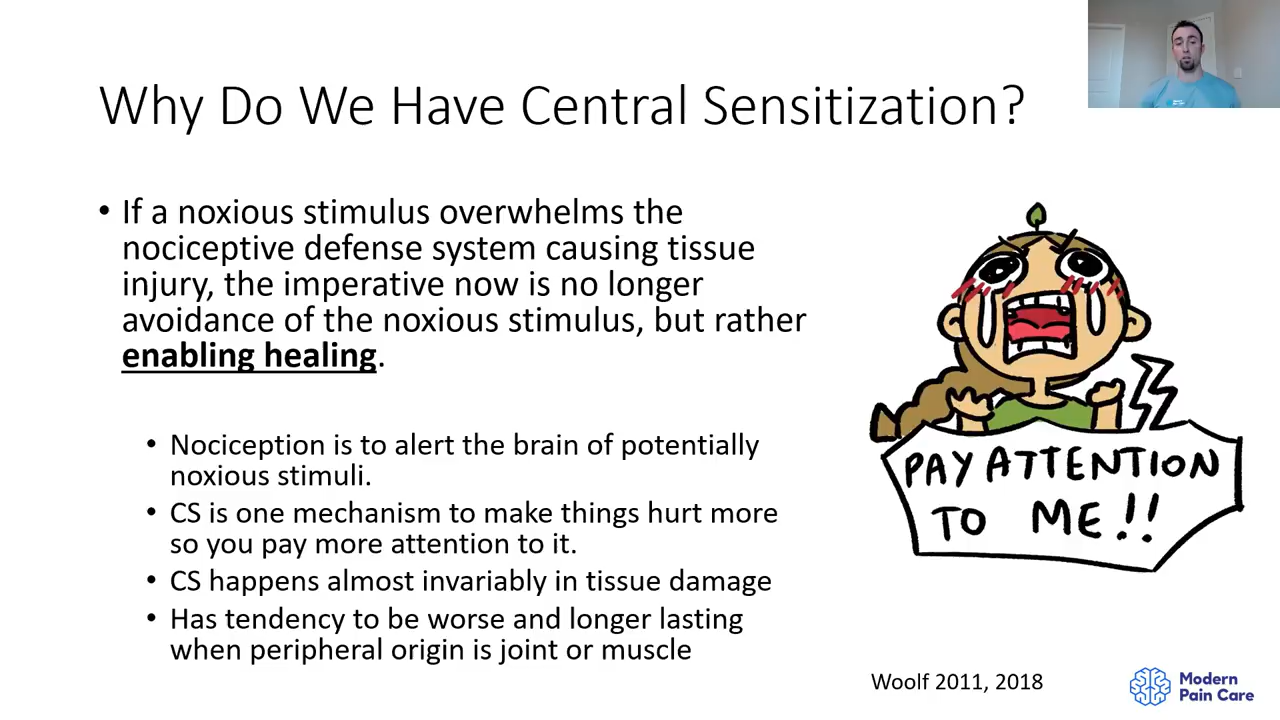 Why Do We Have Central Sensitization?
• If a noxious stimulus overwhelms the
nociceptive defense system causing tissue
injury, the imperative now is no longer
avoidance of the noxious stimulus, but rather
enabling healing.
• Nociception is to alert the brain of potentially
noxious stimuli.
• CS is one mechanism to make things hurt more
so you pay more attention to it.
• CS happens almost invariably in tissue damage
• Has tendency to be worse and longer lasting
when peripheral origin is joint or muscle
PAY ATTENTION
TO ME!!
Woolf 2011, 2018
Modern
Pain Care